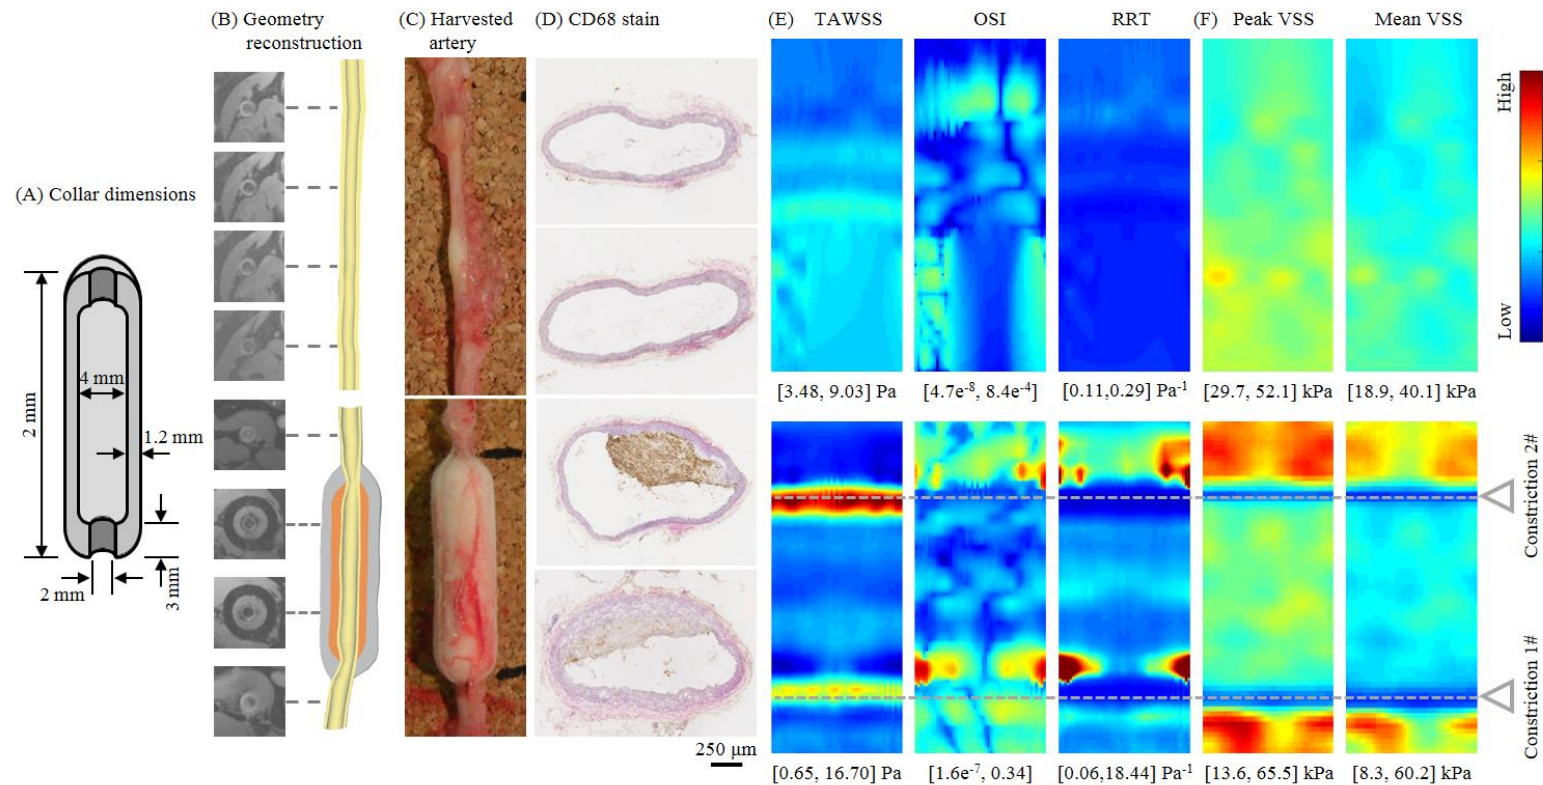 (A) Collar dimensions
2 mm
4 mm
1.2 mm
2 mm
3 mm
(B) Geometry
reconstruction
(C) Harvested
artery
(D) CD68 stain
250 μm
(E) TAWSS OSI RRT
(F) Peak VSS Mean VSS
High
Low
[3.48, 9.03] Pa [4.7e-8, 8.4e-4] [0.11,0.29] Pa-1 [29.7, 52.1] kPa [18.9, 40.1] kPa
Constriction 2#
Constriction 1#
[0.65, 16.70] Pa [1.6e-7, 0.34] [0.06,18.44] Pa-1 [13.6, 65.5] kPa [8.3, 60.2] kPa